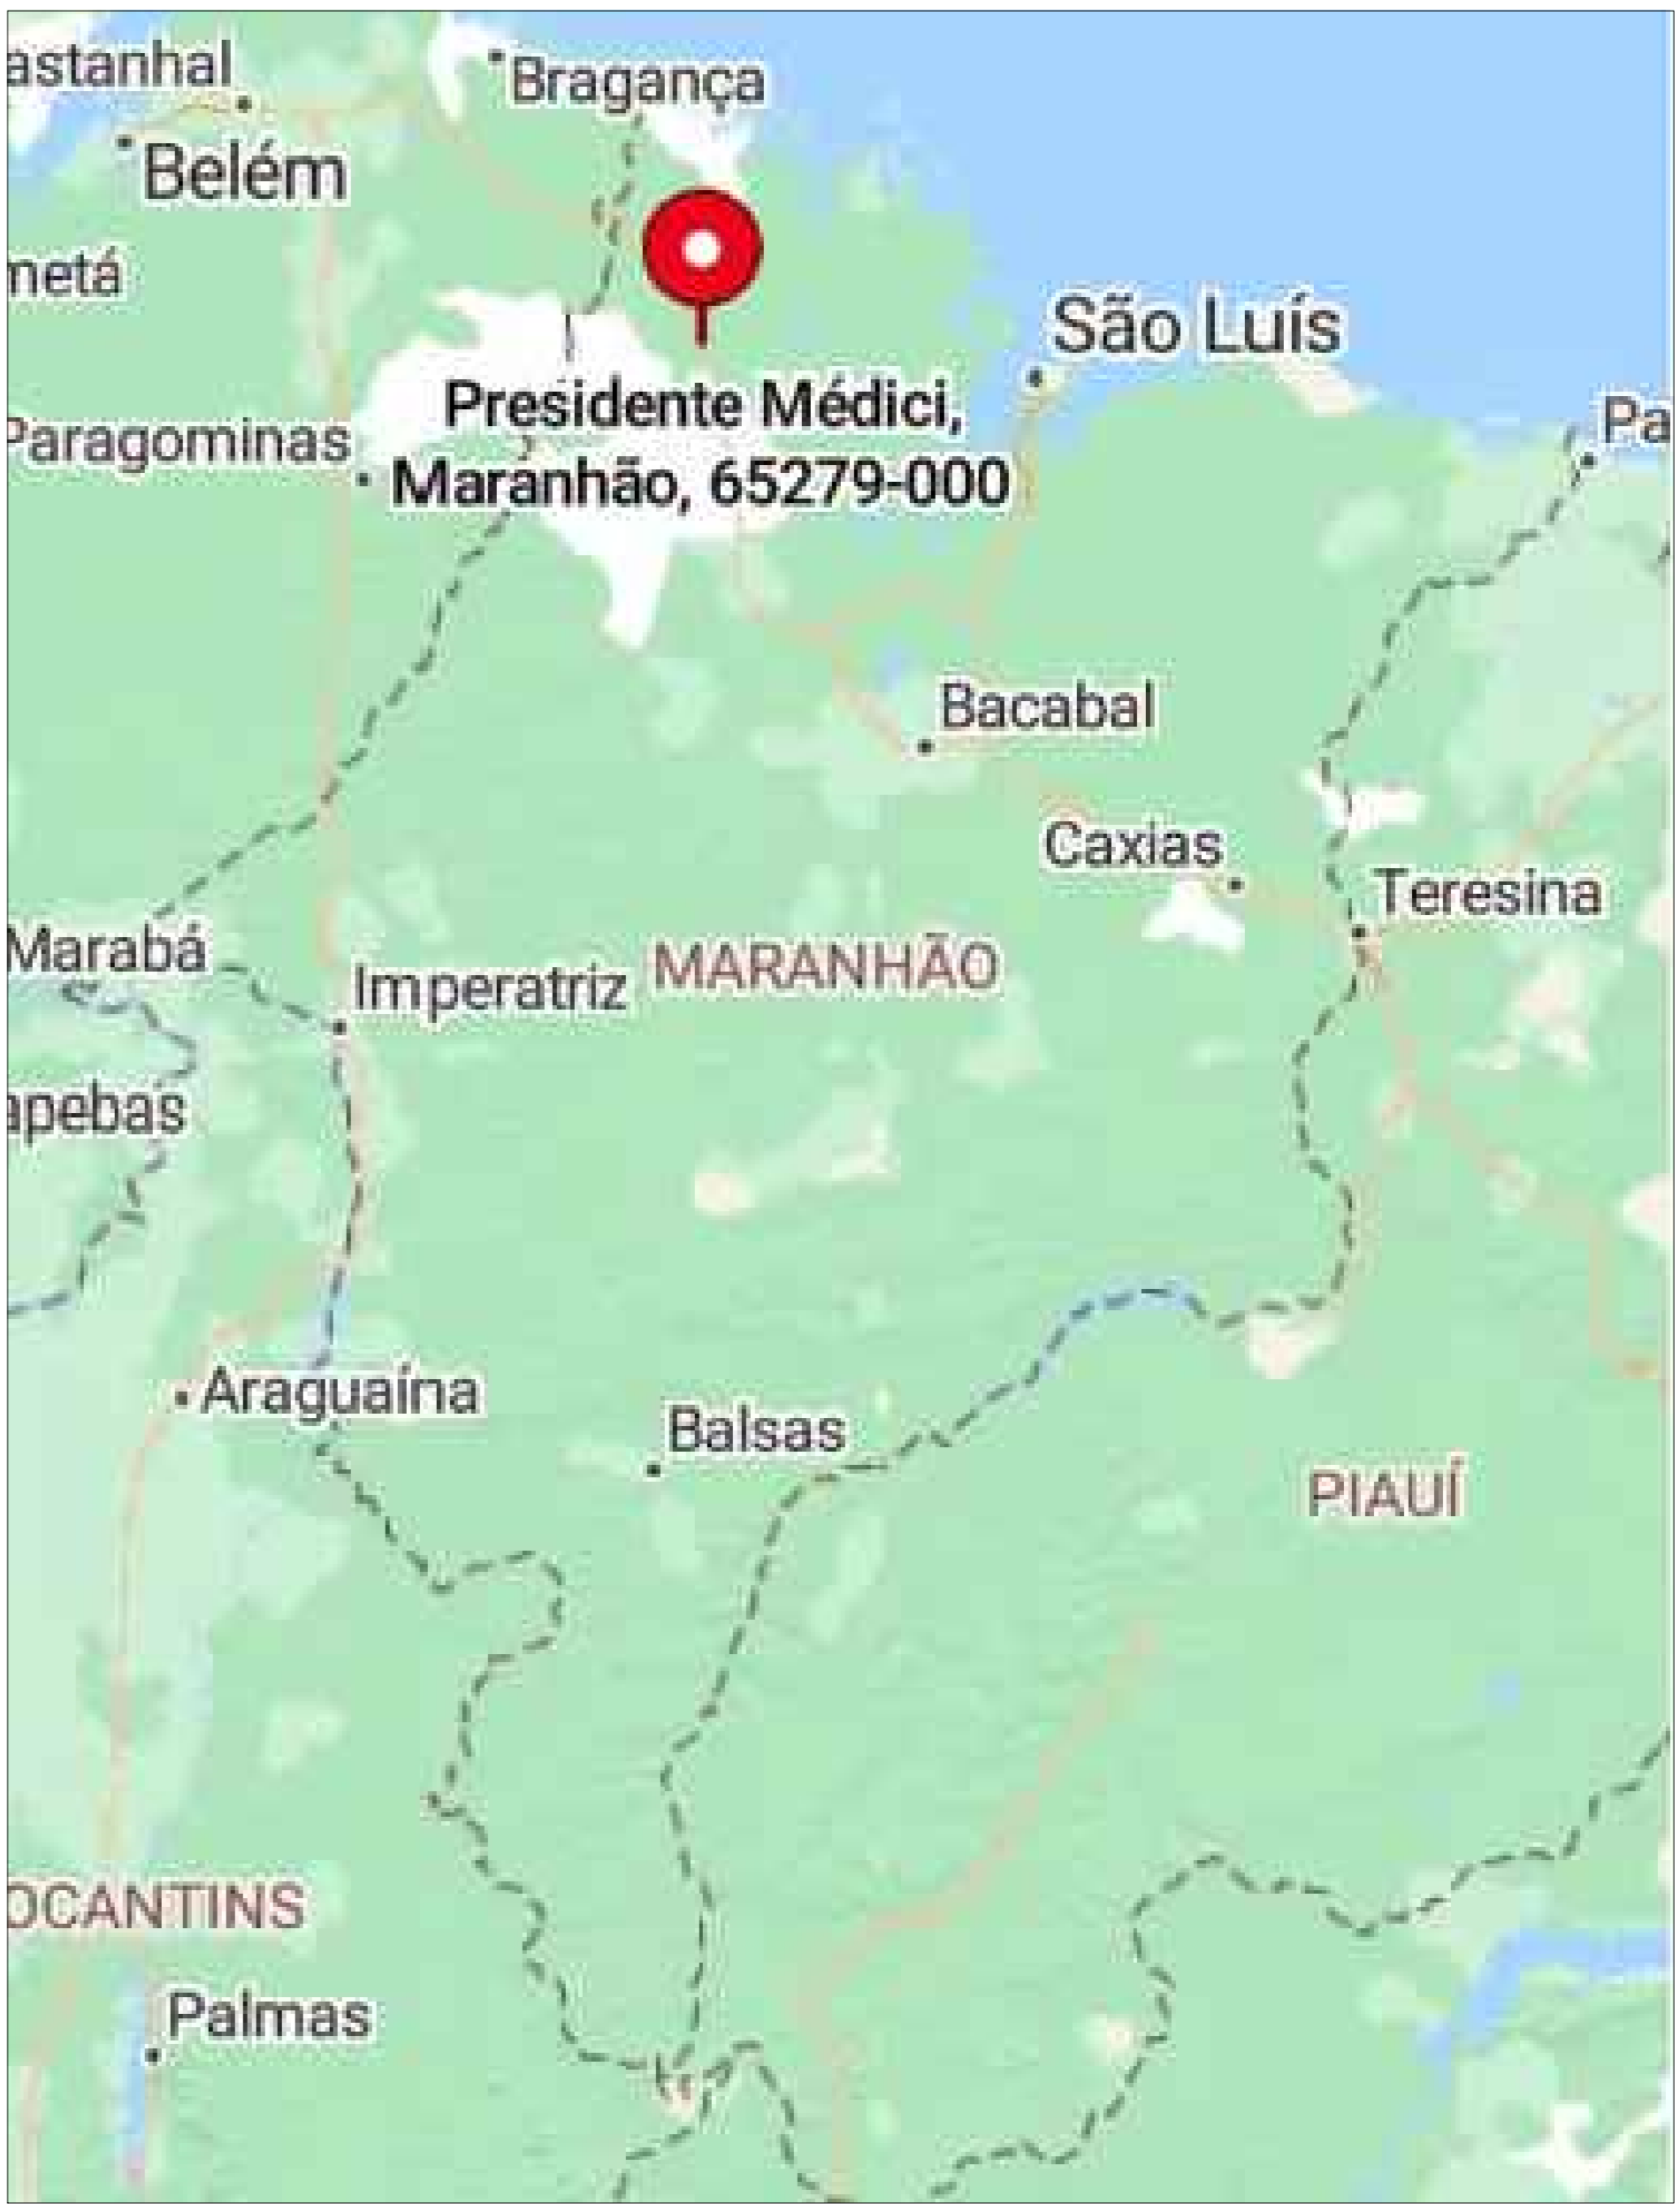 astanhal
Bragança
Belém
metá
São Luís
Presidente Médici,
Maranhão, 65279-000
Paragominas
Pa
Bacabal
Caxias
Teresina
Marabá
Imperatriz
MARANHÃO
apebas
Araguaína
Balsas
PIAUÍ
OCANTINS
Palmas